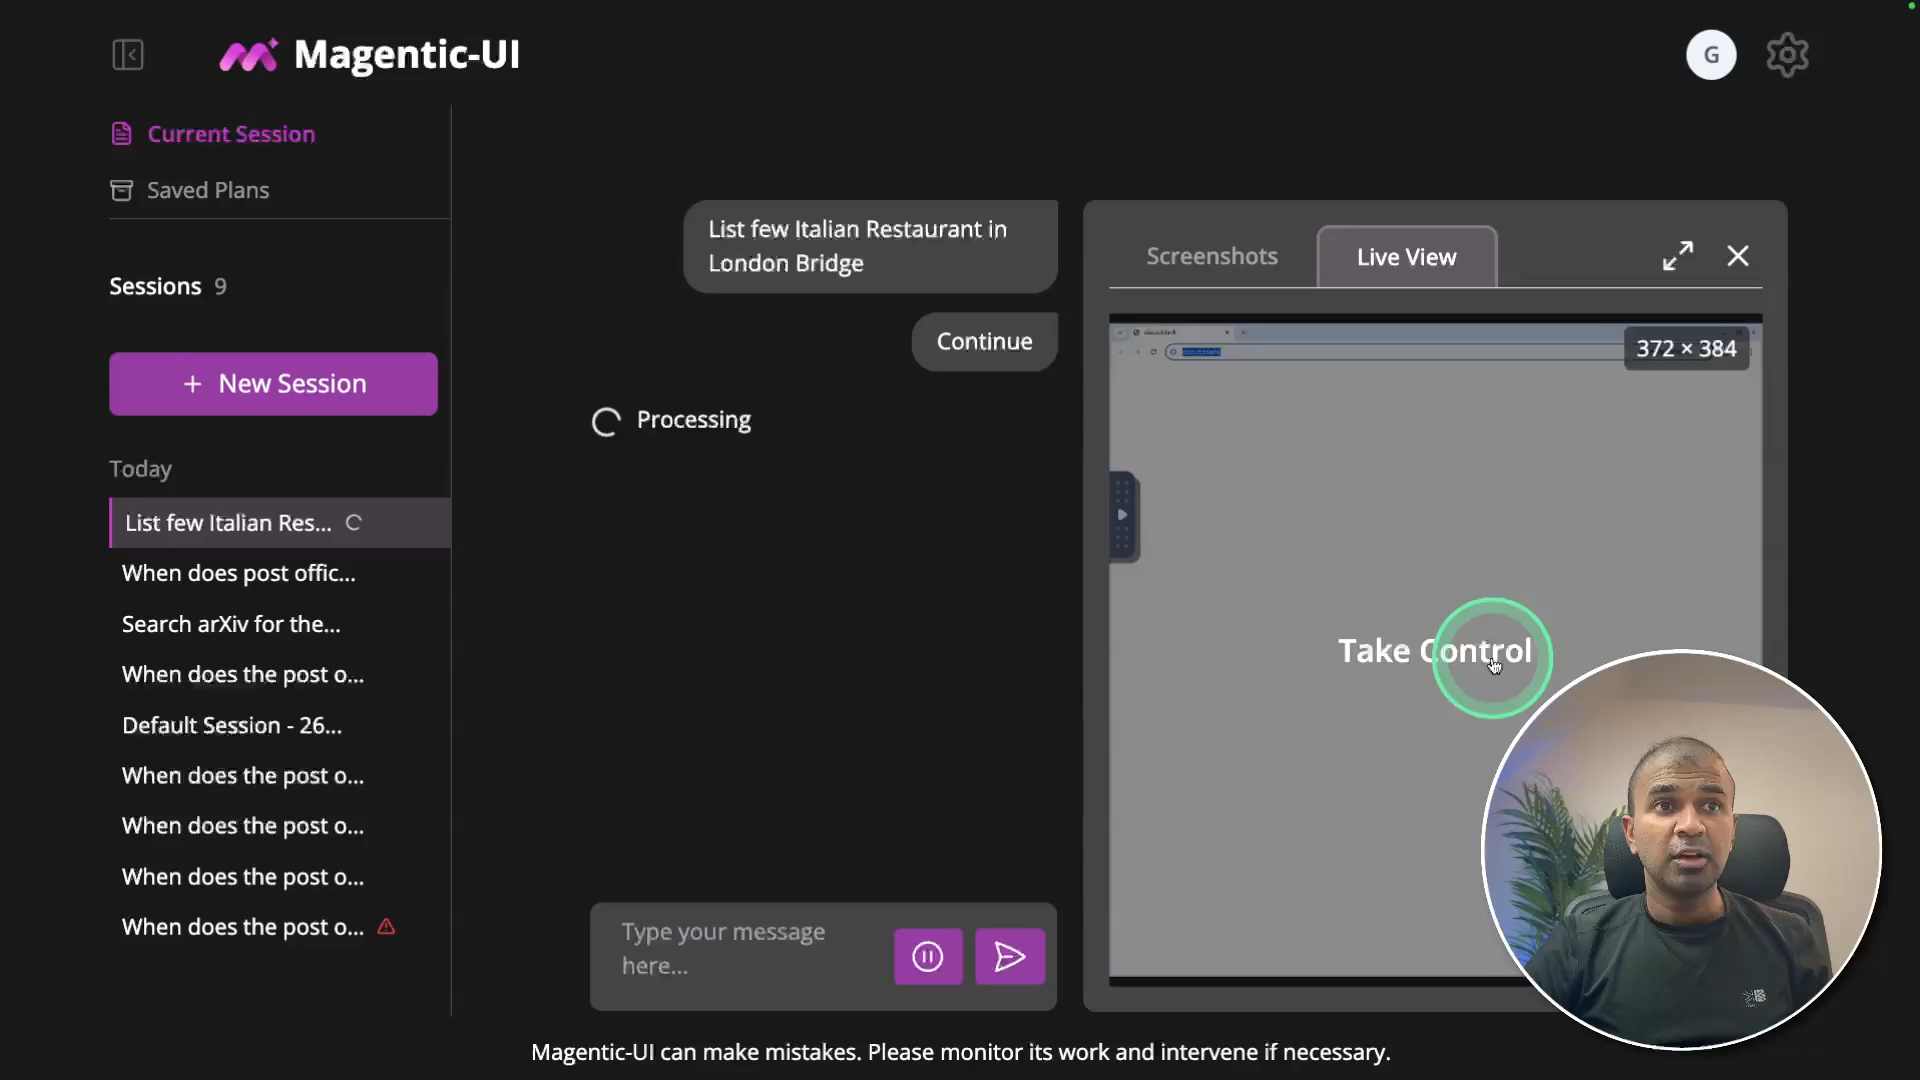 Magentic-UI
G
Current Session
Saved Plans
Sessions 9
+ New Session
Today
List few Italian Res...
When does post offic...
Search arXiv for the...
When does the post o...
Default Session - 26...
When does the post o...
When does the post o...
When does the post o...
When does the post o...
List few Italian Restaurant in
London Bridge
Continue
Processing
Type your message
here...
Screenshots
Live View
372 × 384
Take Control
Magentic-UI can make mistakes. Please monitor its work and intervene if necessary.